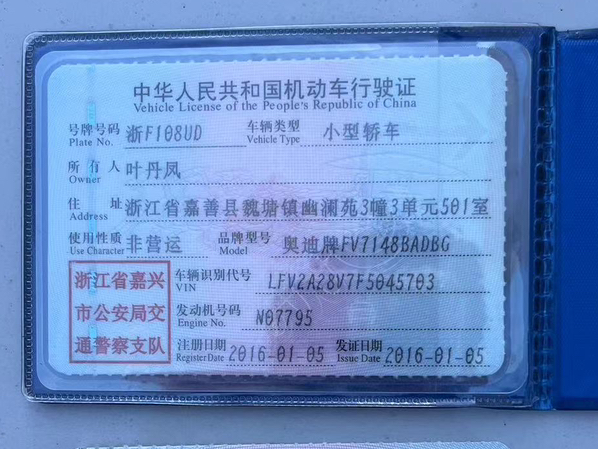 中华人民共和国机动车行驶证
Vehicle License of the People's Republic of China
号牌号码 浙F108UD 车辆类型 小型轿车
Plate No. Vehicle Type
所有人 叶丹凤
Owner
住址 浙江省嘉善县魏塘镇幽澜苑3幢3单元501室
Address
使用性质 非营运 品牌型号 奥迪牌FV7148BADBG
Use Character Model
浙江省嘉兴
市公安局交
通警察支队
车辆识别代号 LFV2A28V7F5045703
VIN
发动机号码 N07795
Engine No.
注册日期 2016-01-05 发证日期 2016-01-05
Register Date Issue Date